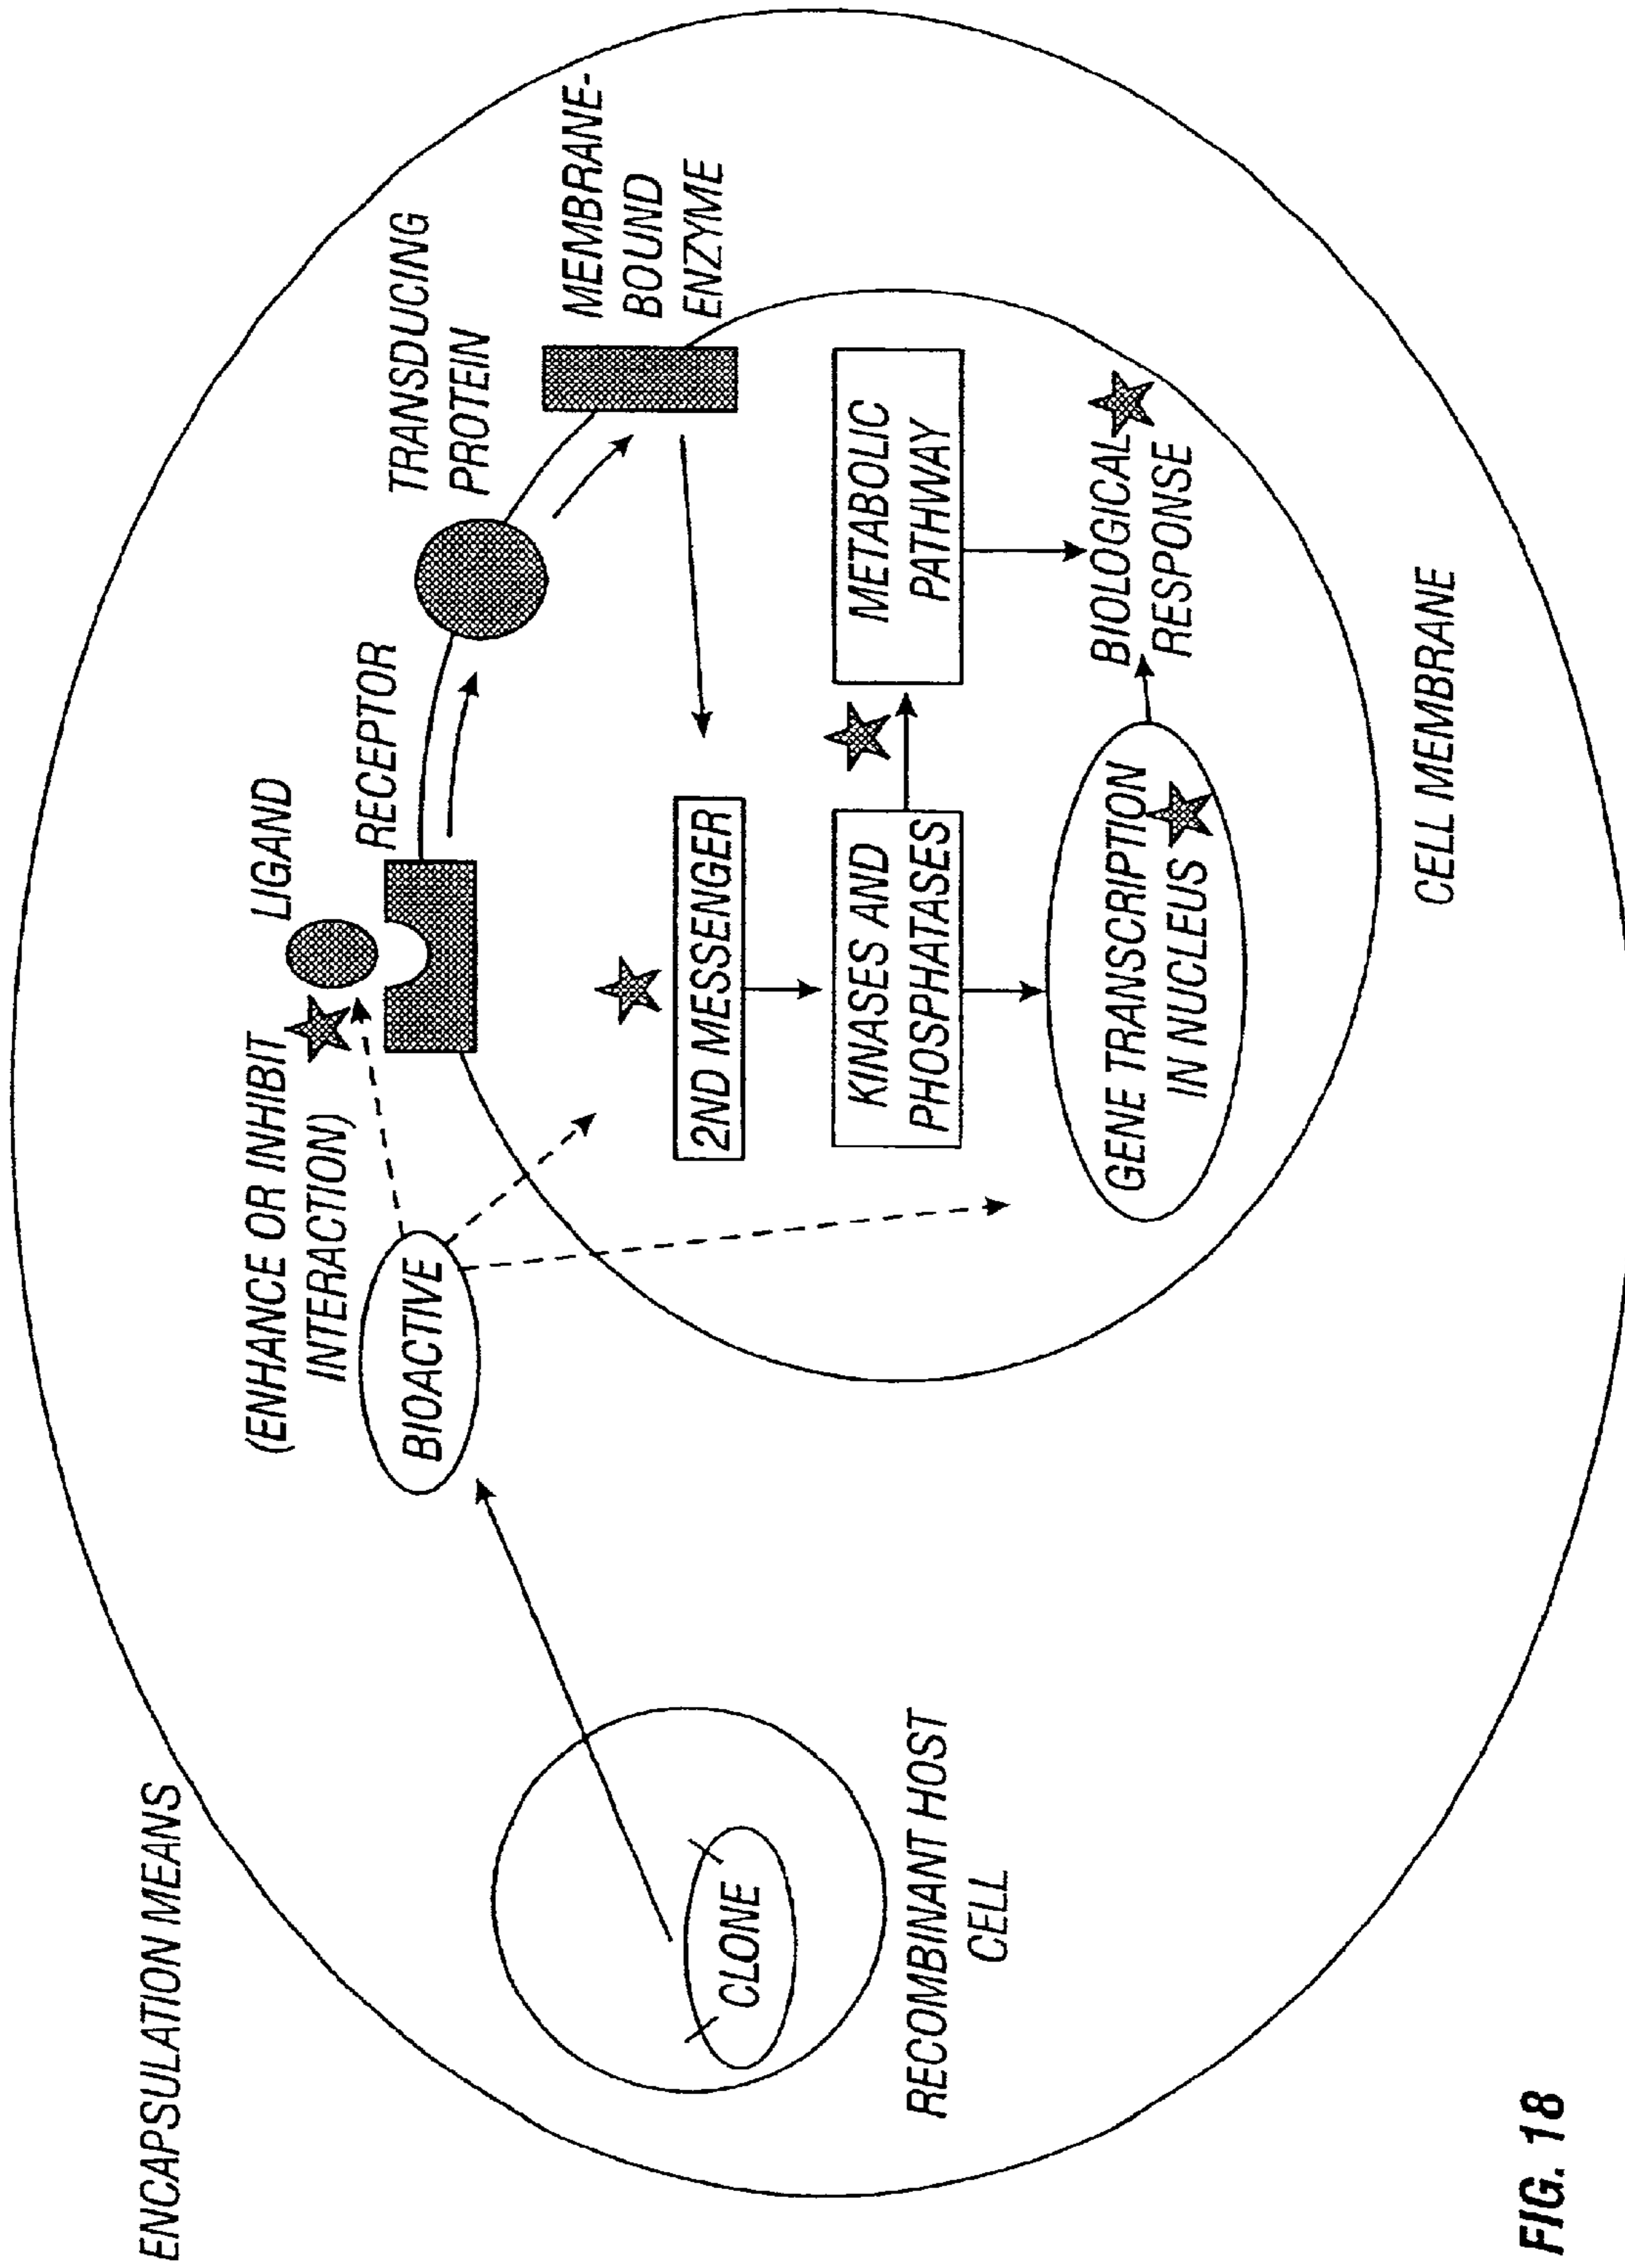 ENCAPSULATION MEANS
(ENHANCE OR INHIBIT
INTERACTION)
LIGAND
RECEPTOR
TRANSDUCING
PROTEIN
MEMBRANE-
BOUND
ENZYME
BIOACTIVE
2ND MESSENGER
KINASES AND
PHOSPHATASES
METABOLIC
PATHWAY
GENE TRANSCRIPTION
IN NUCLEUS
BIOLOGICAL
RESPONSE
CLONE
RECOMBINANT HOST
CELL
CELL MEMBRANE
FIG. 18